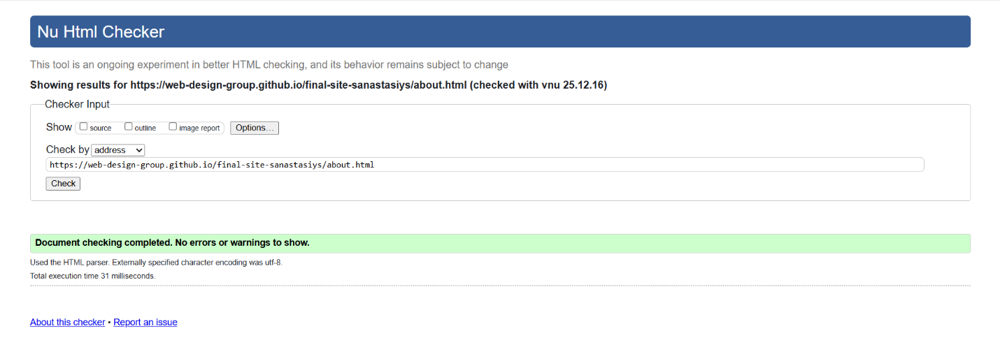 Nu Html Checker
This tool is an ongoing experiment in better HTML checking, and its behavior remains subject to change
Showing results for https://web-design-group.github.io/final-site-sanastasiys/about.html (checked with vnu 25.12.16)
Checker Input
Show source outline image report Options...
Check by address
https://web-design-group.github.io/final-site-sanastasiys/about.html
Check
Document checking completed. No errors or warnings to show.
Used the HTML parser. Externally specified character encoding was utf-8.
Total execution time 31 milliseconds.
About this checker • Report an issue